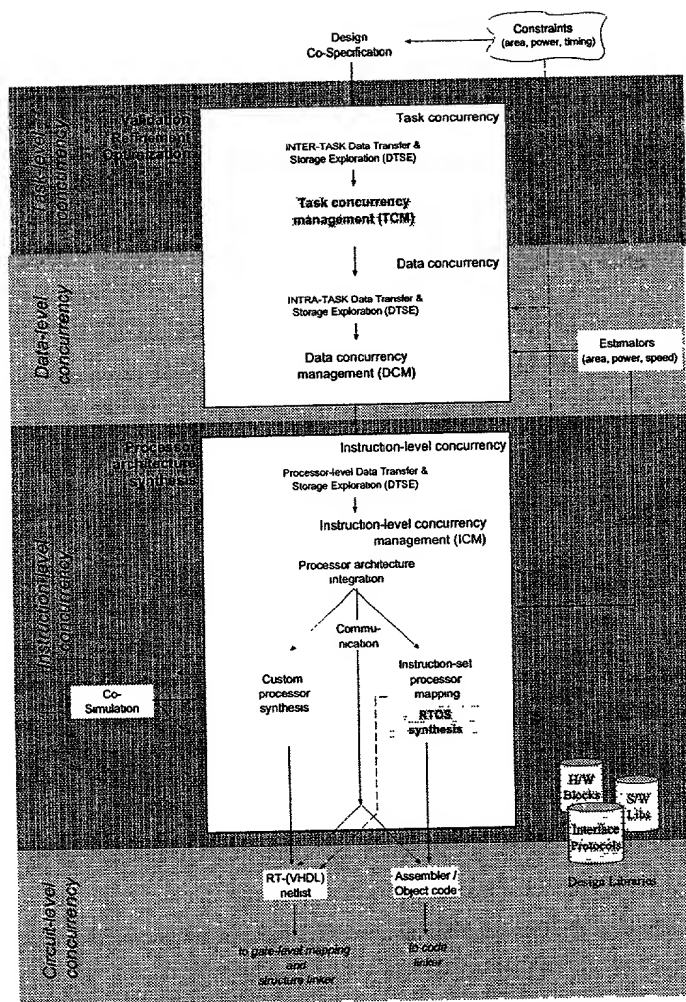 Design
Co-Specification
Constraints
(area, power, timing)
Task-level
concurrency
Validation
Refinement
Optimization
Task concurrency
INTER-TASK Data Transfer &
Storage Exploration (DTSE)
Task concurrency
management (TCM)
Data-level
concurrency
Data concurrency
INTRA-TASK Data Transfer &
Storage Exploration (DTSE)
Data concurrency
management (DCM)
Estimators
(area, power, speed)
Instruction-level
concurrency
Processor
architecture
synthesis
Instruction-level concurrency
Processor-level Data Transfer &
Storage Exploration (DTSE)
Instruction-level concurrency
management (ICM)
Processor architecture
integration
Commu-
nication
Custom
processor
synthesis
Instruction-set
processor
mapping
RTOS
synthesis
Co-
Simulation
H/W
Blocks
S/W
Libs
Interface
Protocols
Design Libraries
Circuit-level
concurrency
RT-(VHDL)
netlist
Assembler /
Object code
to gate-level mapping
and
structure linker
to code
linker